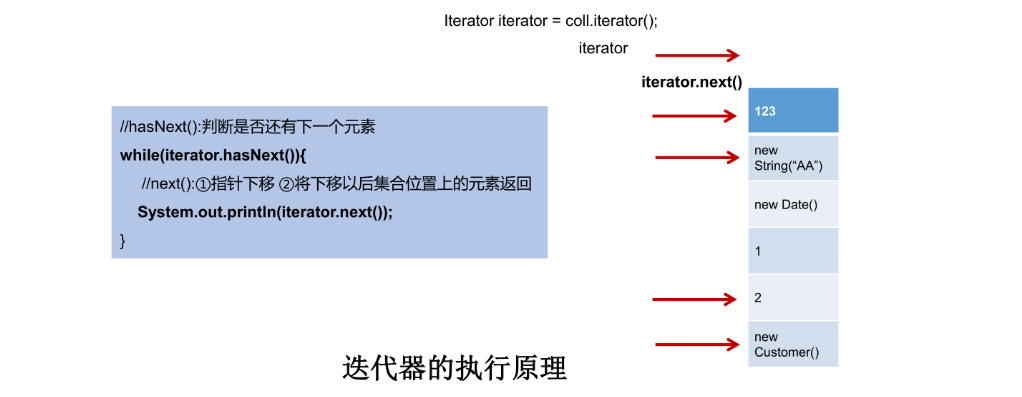 Iterator iterator = coll.iterator();
iterator
iterator.next()
//hasNext():判断是否还有下一个元素
while(iterator.hasNext()){
//next():①指针下移 ②将下移以后集合位置上的元素返回
System.out.println(iterator.next());
}
123
new
String(“AA”)
new Date()
1
2
new
Customer()
迭代器的执行原理